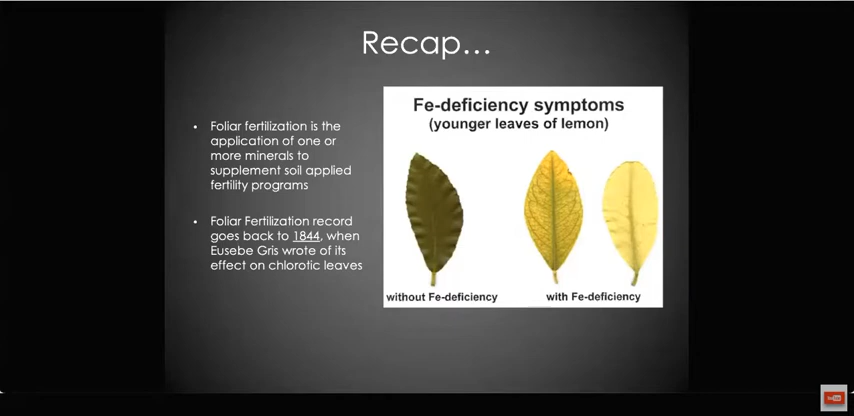 Recap...
• Foliar fertilization is the
application of one or
more minerals to
supplement soil applied
fertility programs
• Foliar Fertilization record
goes back to 1844, when
Eusebe Gris wrote of its
effect on chlorotic leaves
Fe-deficiency symptoms
(younger leaves of lemon)
without Fe-deficiency
with Fe-deficiency